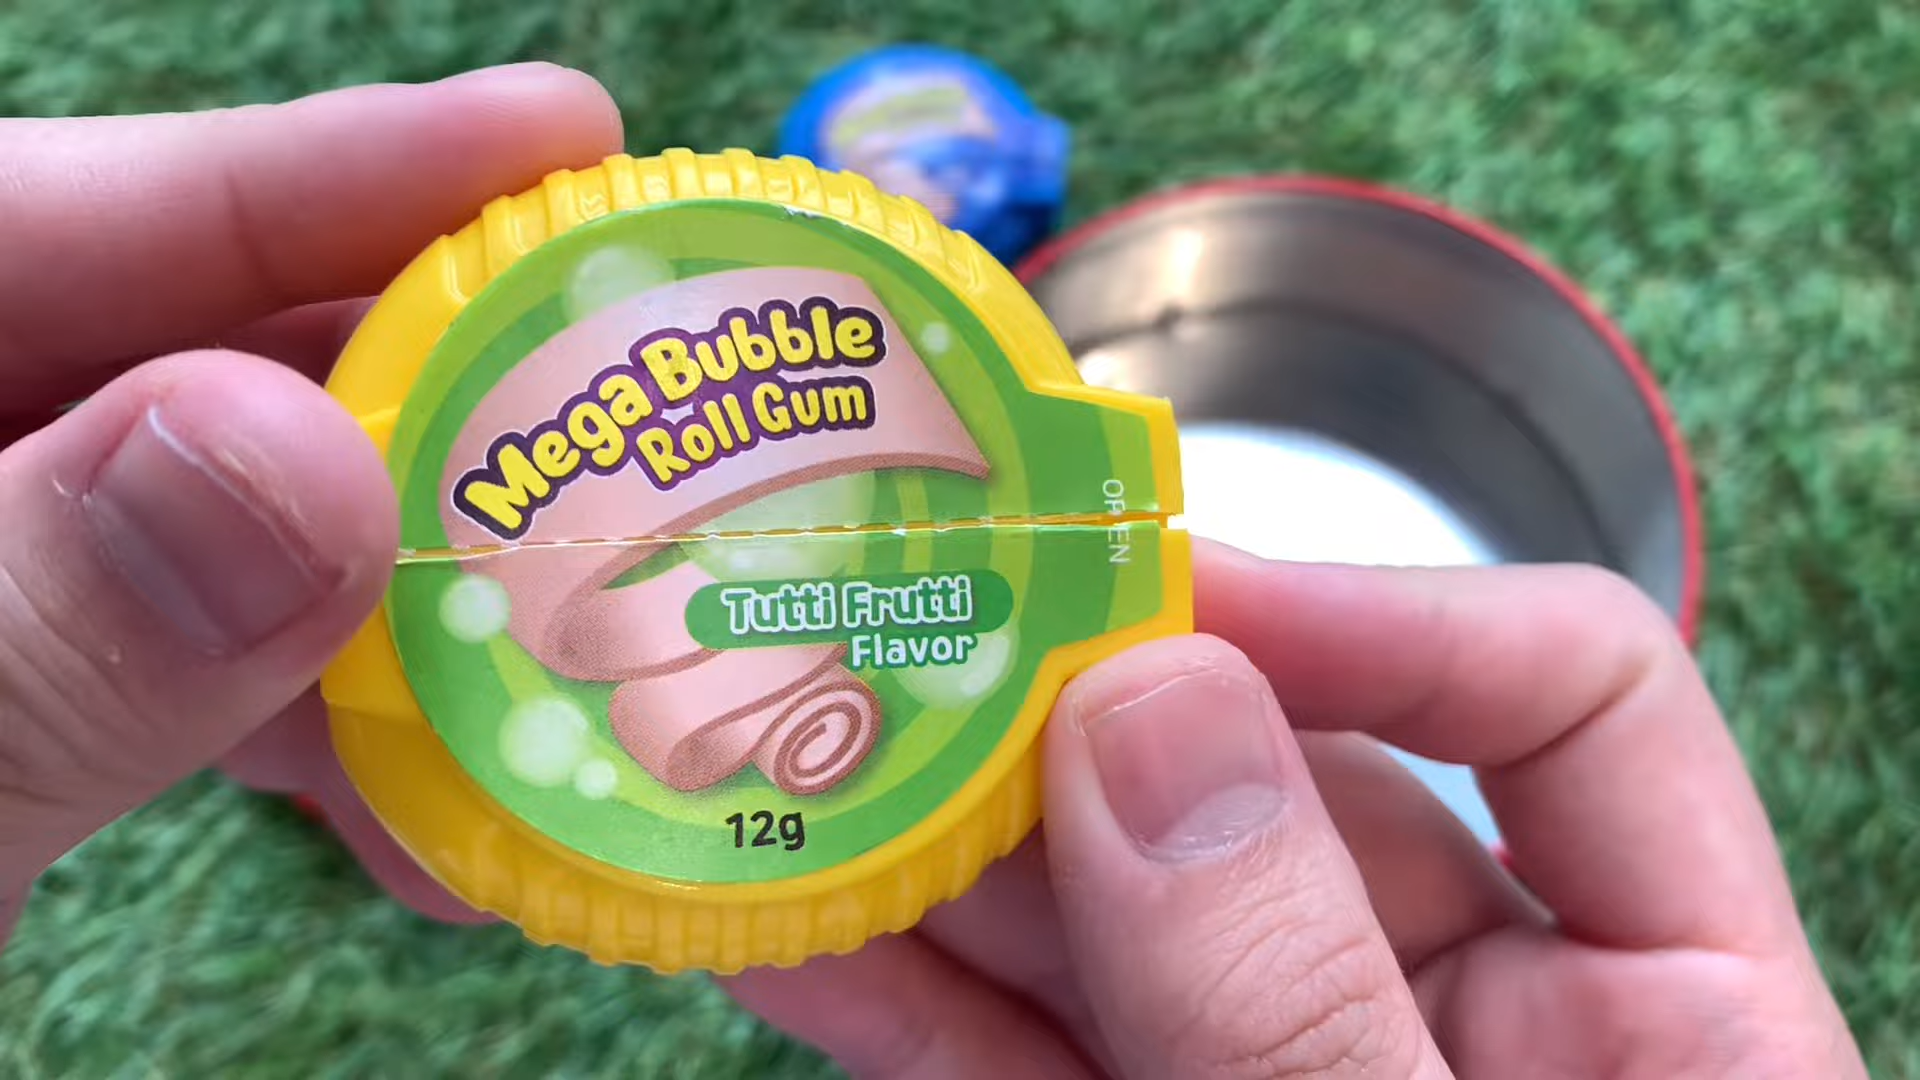 Mega Bubble
Roll Gum
OPEN
Tutti Frutti
Flavor
12g